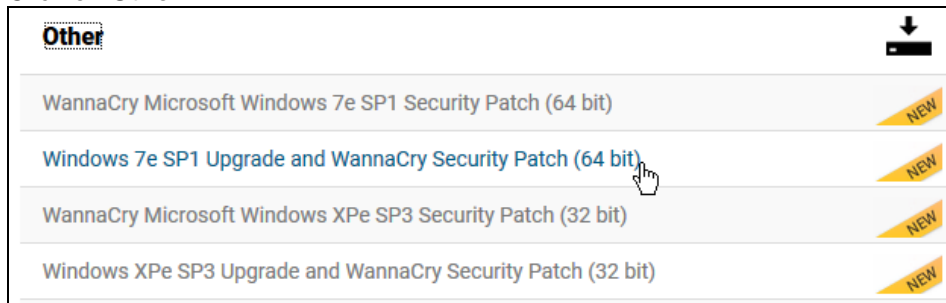 Other
WannaCry Microsoft Windows 7e SP1 Security Patch (64 bit)
NEW
Windows 7e SP1 Upgrade and WannaCry Security Patch (64 bit)
NEW
WannaCry Microsoft Windows XPe SP3 Security Patch (32 bit)
NEW
Windows XPe SP3 Upgrade and WannaCry Security Patch (32 bit)
NEW